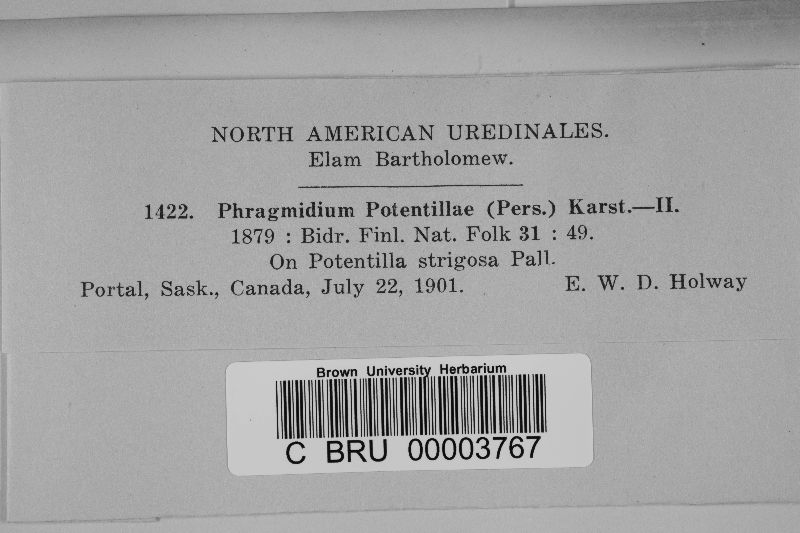 NORTH AMERICAN UREDINALES.
Elam Bartholomew.
1422. Phragmidium Potentillae (Pers.) Karst.—II.
1879 : Bidr. Finl. Nat. Folk 31 : 49.
On Potentilla strigosa Pall.
Portal, Sask., Canada, July 22, 1901. E. W. D. Holway
Brown University Herbarium
C BRU 00003767